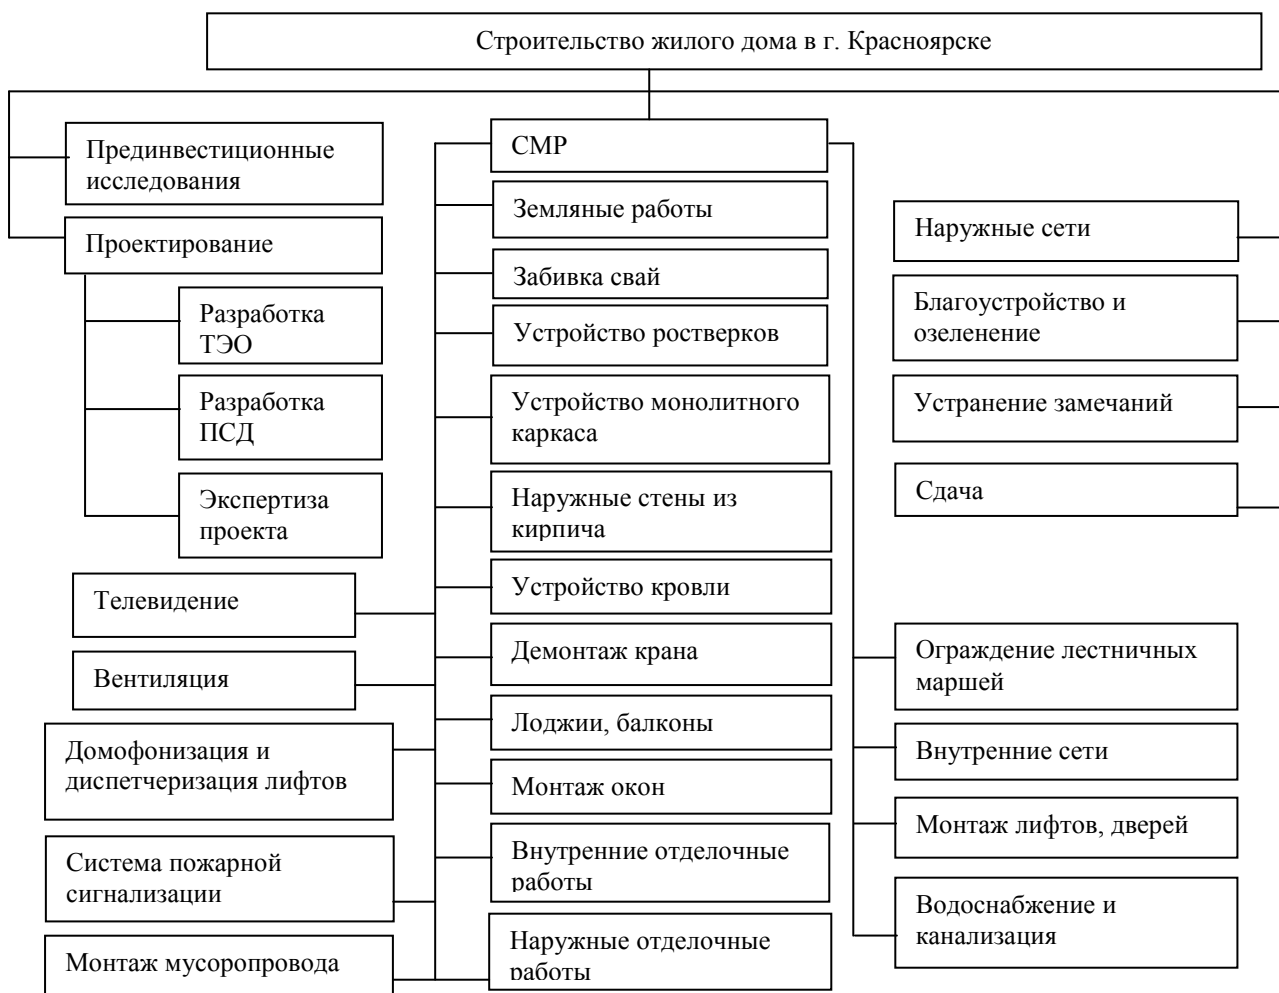 Строительство жилого дома в г. Красноярске
Прединвестиционные
исследования
Проектирование
Разработка
ТЭО
Разработка
ПСД
Экспертиза
проекта
Телевидение
Вентиляция
Домофонизация и
диспетчеризация лифтов
Система пожарной
сигнализации
Монтаж мусоропровода
СМР
Земляные работы
Забивка свай
Устройство ростверков
Устройство монолитного
каркаса
Наружные стены из
кирпича
Устройство кровли
Демонтаж крана
Лоджии, балконы
Монтаж окон
Внутренние отделочные
работы
Наружные отделочные
работы
Наружные сети
Благоустройство и
озеленение
Устранение замечаний
Сдача
Ограждение лестничных
маршей
Внутренние сети
Монтаж лифтов, дверей
Водоснабжение и
канализация